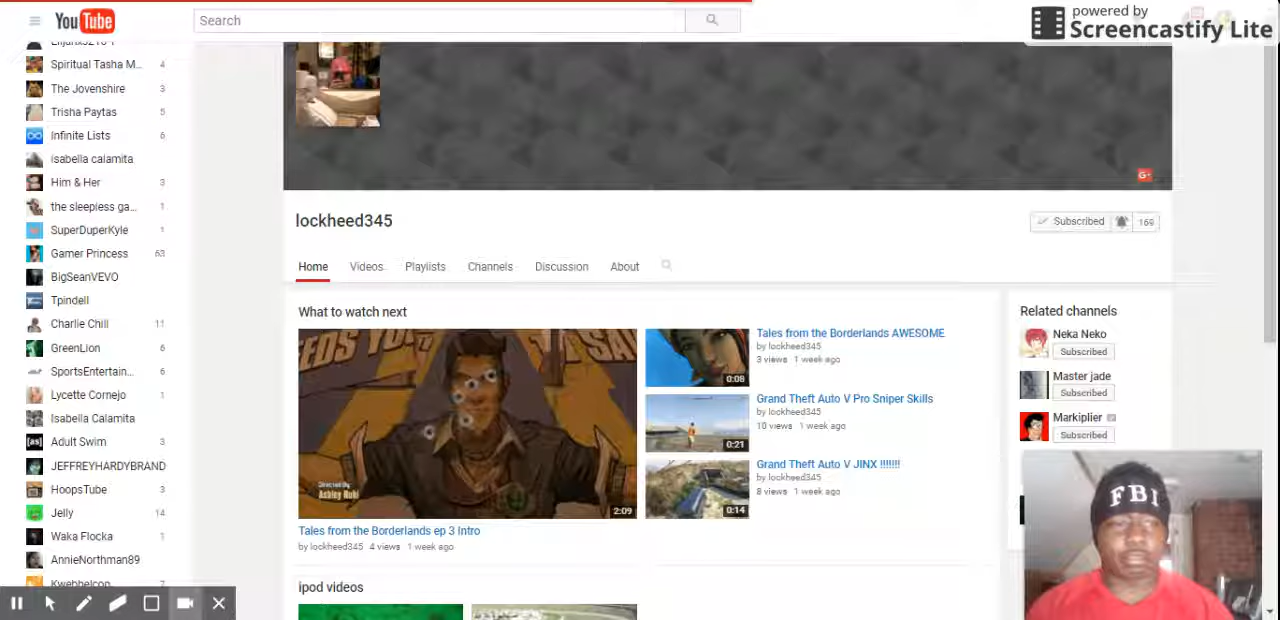 YouTube
Search
powered by
Screencastify Lite
Spiritual Tasha M... 4
The Jovenshire 3
Trisha Paytas 5
Infinite Lists 6
isabella calamita
Him & Her 3
the sleepless ga... 1
SuperDuperKyle 1
Gamer Princess 63
BigSeanVEVO
Tpindell
Charlie Chill 11
GreenLion 6
SportsEntertain... 6
Lycette Cornejo 1
Isabella Calamita
[as] Adult Swim 3
JEFFREYHARDYBRAND
HoopsTube 3
Jelly 14
Waka Flocka 1
AnnieNorthman89
G+
lockheed345
Subscribed 169
Home Videos Playlists Channels Discussion About
What to watch next
Directed By
Ashley Ruhl
2:09
Tales from the Borderlands ep 3 Intro
by lockheed345 4 views 1 week ago
0:08
Tales from the Borderlands AWESOME
by lockheed345
3 views 1 week ago
0:21
Grand Theft Auto V Pro Sniper Skills
by lockheed345
10 views 1 week ago
0:14
Grand Theft Auto V JINX !!!!!!!
by lockheed345
8 views 1 week ago
ipod videos
Related channels
Neka Neko
Subscribed
Master jade
Subscribed
Markiplier
Subscribed
FBI